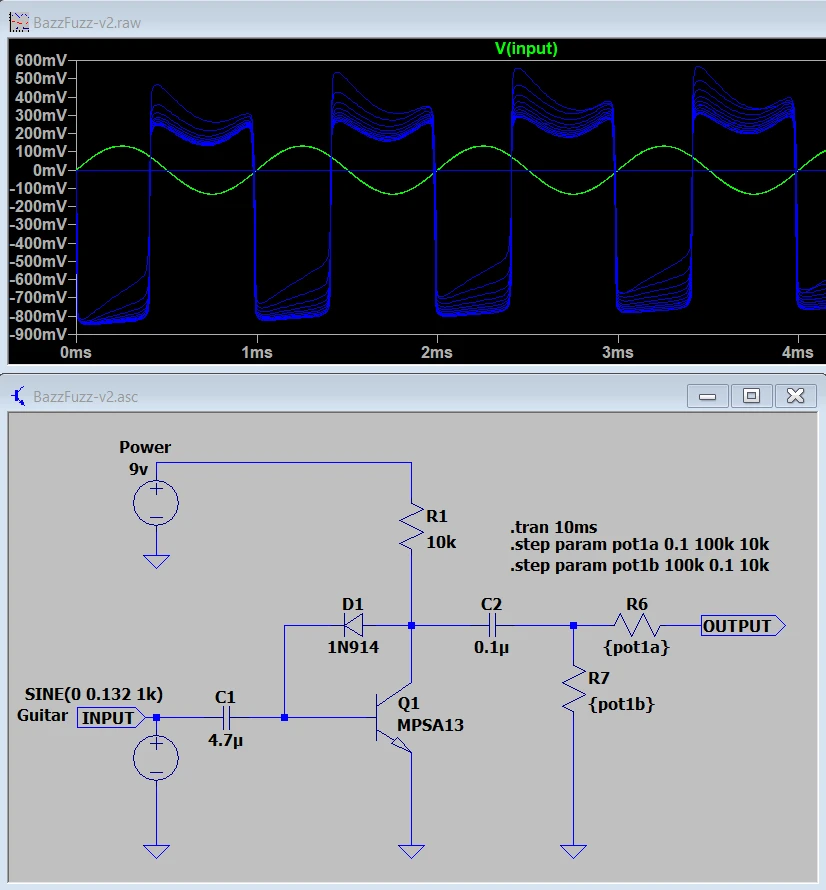 BazzFuzz-v2.raw
V(input)
600mV
500mV
400mV
300mV
200mV
100mV
0mV
-100mV
-200mV
-300mV
-400mV
-500mV
-600mV
-700mV
-800mV
-900mV
0ms 1ms 2ms 3ms 4ms
BazzFuzz-v2.asc
Power
9v
R1
10k
.tran 10ms
.step param pot1a 0.1 100k 10k
.step param pot1b 100k 0.1 10k
D1
1N914
C2
0.1µ
R6
{pot1a}
OUTPUT
R7
{pot1b}
SINE(0 0.132 1k)
Guitar
INPUT
C1
4.7µ
Q1
MPSA13